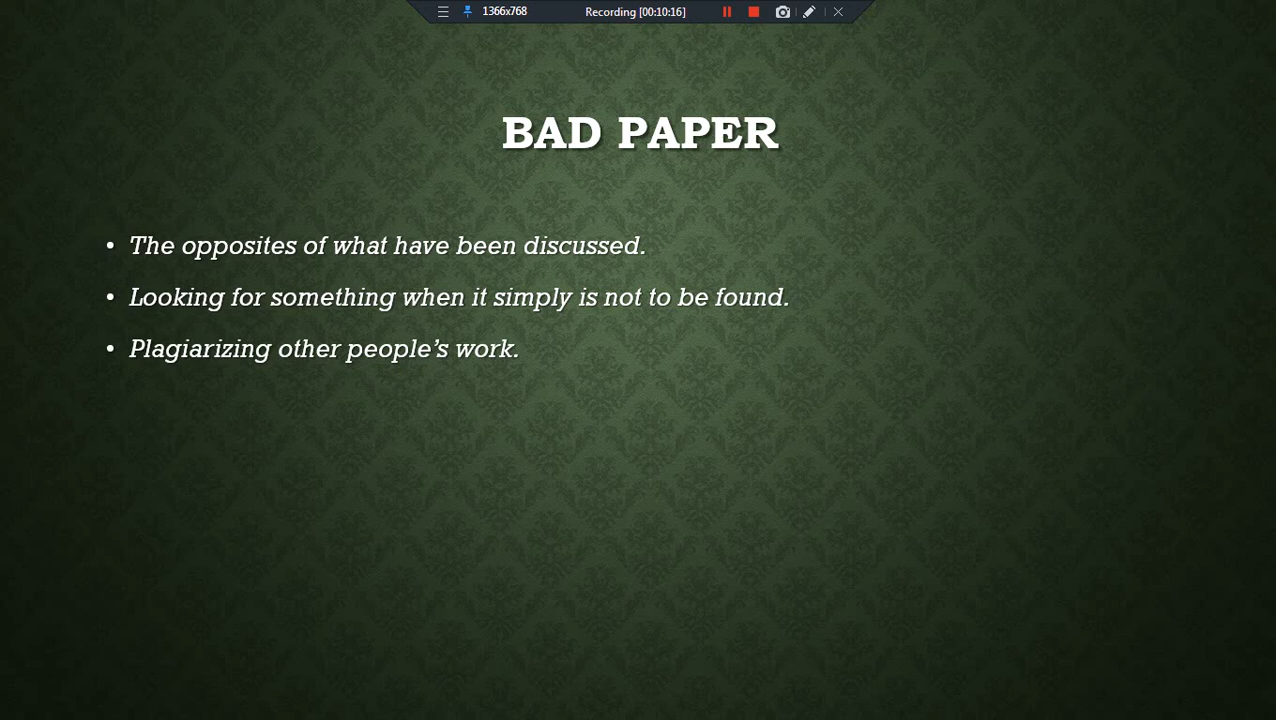 1366x768 Recording [00:10:16]
BAD PAPER
• The opposites of what have been discussed.
• Looking for something when it simply is not to be found.
• Plagiarizing other people’s work.